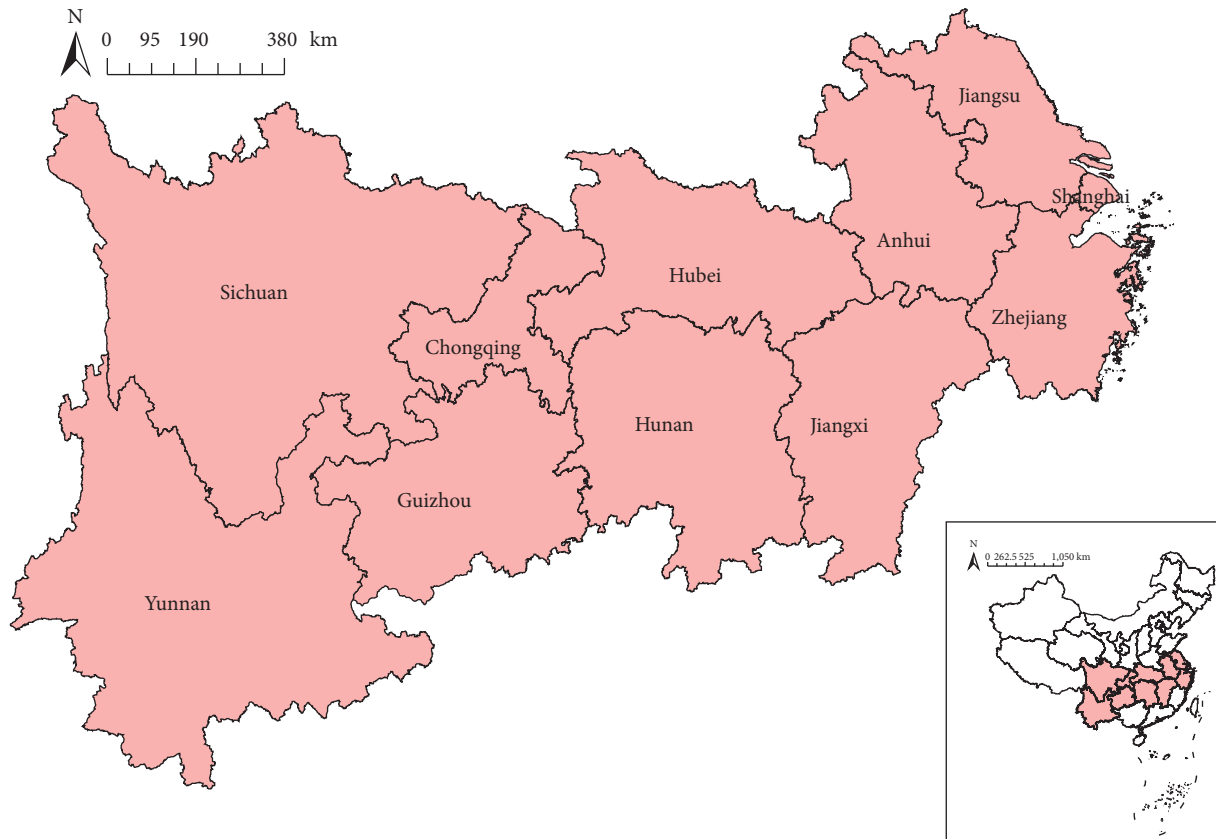 N
0 95 190 380 km
Jiangsu
Shanghai
Anhui
Hubei
Sichuan
Zhejiang
Chongqing
Hunan
Jiangxi
Guizhou
Yunnan
N
0 262.5 525 1,050 km